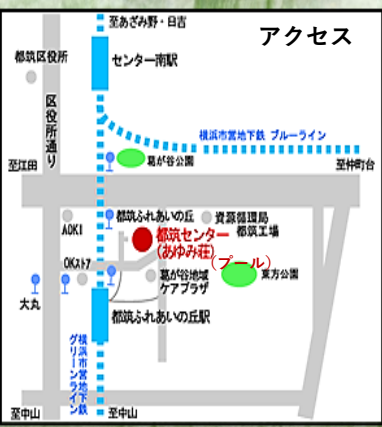 アクセス
至あざみ野・日吉
センター南駅
都筑区役所
区役所通り
横浜市営地下鉄 ブルーライン
葛が谷公園
至江田
至仲町台
都筑ふれあいの丘
資源循環局
都筑工場
AOKI
都筑センター
(あゆみ荘)
(プール)
OKストア
葛が谷地域
ケアプラザ
東方公園
大丸
都筑ふれあいの丘駅
横浜市営地下鉄
グリーンライン
至中山
至中山